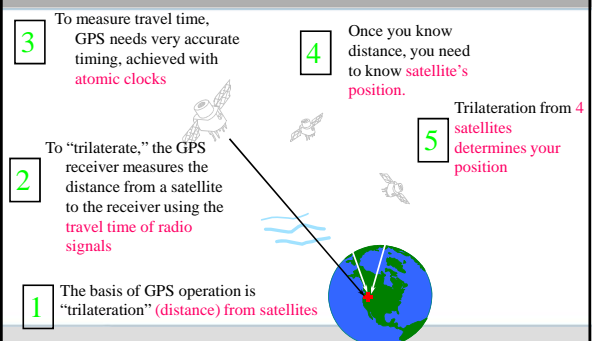 3
To measure travel time,
GPS needs very accurate
timing, achieved with
atomic clocks
4
Once you know
distance, you need
to know satellite’s
position.
5
Trilateration from 4
satellites
determines your
position
2
To “trilaterate,” the GPS
receiver measures the
distance from a satellite
to the receiver using the
travel time of radio
signals
1
The basis of GPS operation is
“trilateration” (distance) from satellites